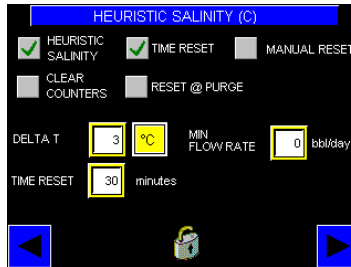 HEURISTIC SALINITY (C)
HEURISTIC SALINITY
TIME RESET
MANUAL RESET
CLEAR COUNTERS
RESET @ PURGE
DELTA T 3 °C
MIN FLOW RATE 0 bbl/day
TIME RESET 30 minutes